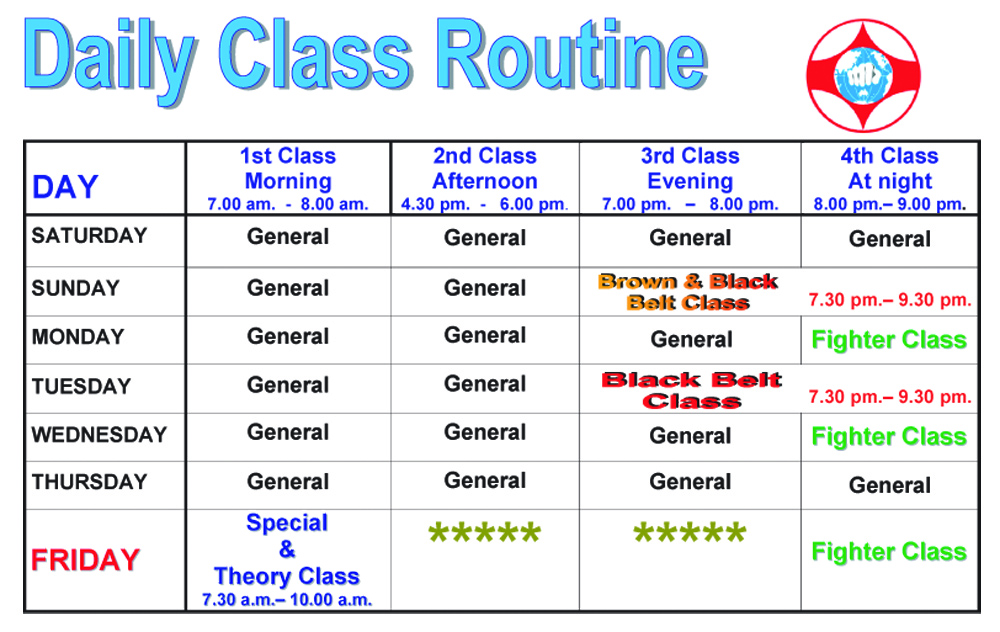 Daily Class Routine
DAY
1st Class
Morning
7.00 am. - 8.00 am.
2nd Class
Afternoon
4.30 pm. - 6.00 pm.
3rd Class
Evening
7.00 pm. – 8.00 pm.
4th Class
At night
8.00 pm.– 9.00 pm.
SATURDAY
General
General
General
General
SUNDAY
General
General
Brown & Black
Belt Class
7.30 pm.– 9.30 pm.
MONDAY
General
General
General
Fighter Class
TUESDAY
General
General
Black Belt
Class
7.30 pm.– 9.30 pm.
WEDNESDAY
General
General
General
Fighter Class
THURSDAY
General
General
General
General
FRIDAY
Special
&
Theory Class
7.30 a.m.– 10.00 a.m.
*****
*****
Fighter Class